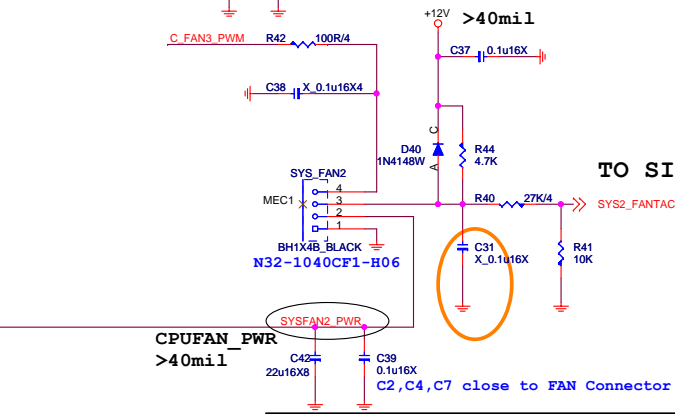 +12V
>40mil
C_FAN3_PWM
R42
100R/4
C37
0.1u16X
C38
X_0.1u16X4
C
D40
1N4148W
A
R44
4.7K
TO SI
SYS_FAN2
MEC1
4
3
2
1
R40
27K/4
SYS2_FANTAC
BH1X4B_BLACK
N32-1040CF1-H06
C31
X_0.1u16X
R41
10K
SYSFAN2_PWR
CPUFAN_PWR
>40mil
C42
22u16X8
C39
0.1u16X
C2,C4,C7 close to FAN Connector